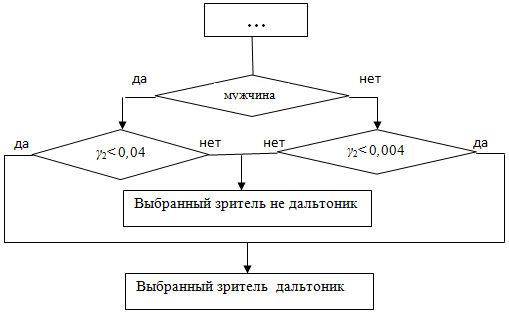 ...
да
нет
мужчина
да
γ₂<0,04
нет
нет
γ₂<0,004
да
Выбранный зритель не дальтоник
Выбранный зритель дальтоник